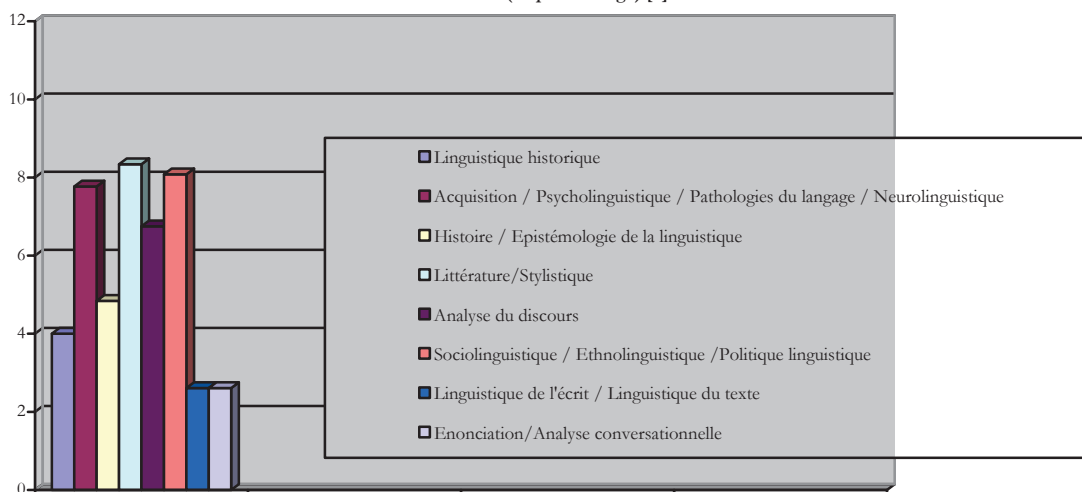 12
10
8
6
4
2
0
Linguistique historique
Acquisition / Psycholinguistique / Pathologies du langage / Neurolinguistique
Histoire / Epistémologie de la linguistique
Littérature/Stylistique
Analyse du discours
Sociolinguistique / Ethnolinguistique /Politique linguistique
Linguistique de l'écrit / Linguistique du texte
Enonciation/Analyse conversationnelle